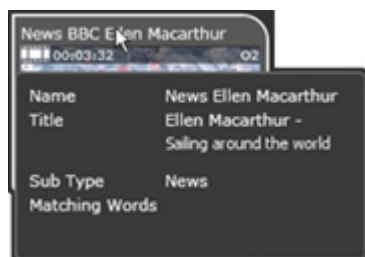 News BBC Ellen Macarthur
00:03:32 02
Name News Ellen Macarthur
Title Ellen Macarthur -
Sailing around the world
Sub Type News
Matching Words